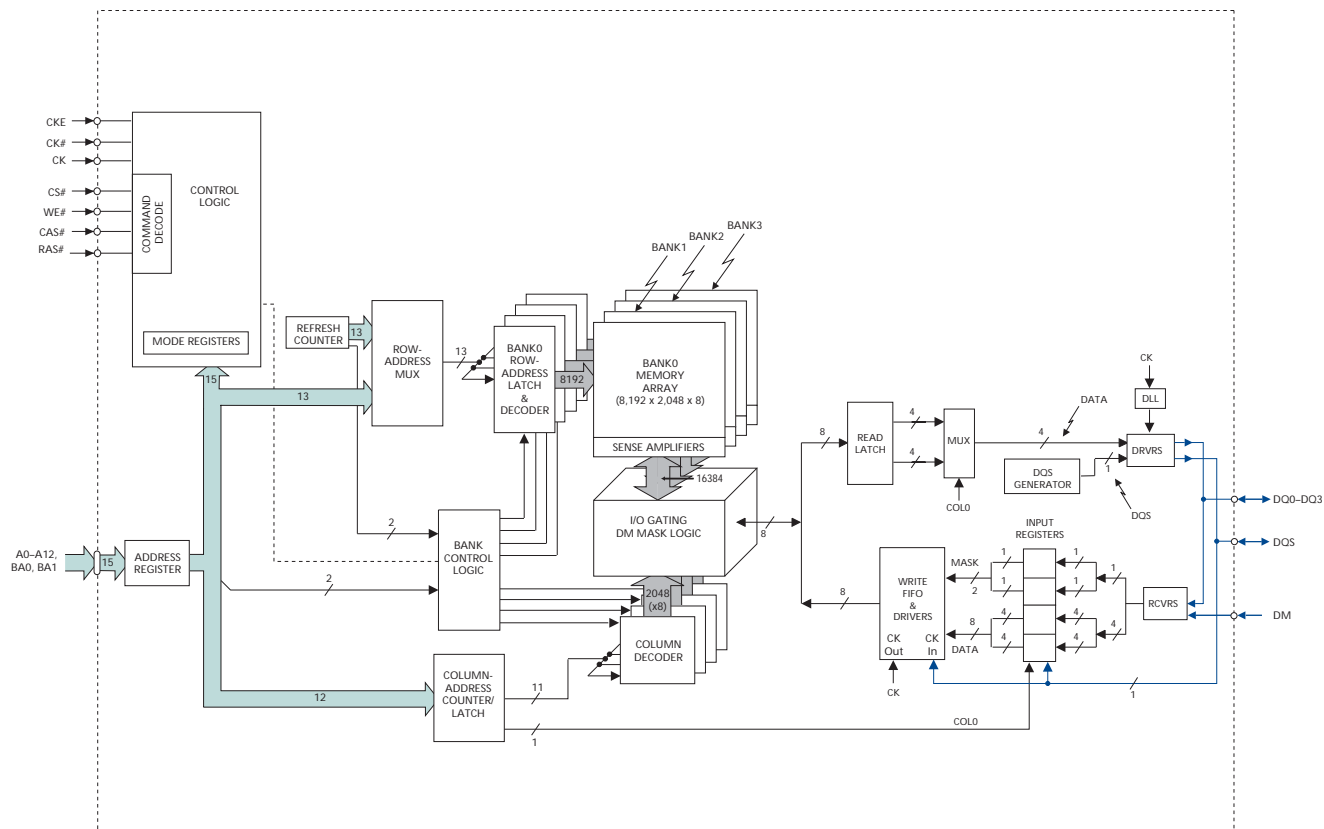 CKE
CK#
CK
CS#
WE#
CAS#
RAS#
COMMAND
DECODE
CONTROL
LOGIC
MODE REGISTERS
15
REFRESH
COUNTER
13
13
ROW-
ADDRESS
MUX
13
BANK0
ROW-
ADDRESS
LATCH
&
DECODER
8192
BANK1
BANK2
BANK3
BANK0
MEMORY
ARRAY
(8,192 x 2,048 x 8)
SENSE AMPLIFIERS
16384
I/O GATING
DM MASK LOGIC
8
2048
(x8)
COLUMN
DECODER
A0–A12,
BA0, BA1
15
ADDRESS
REGISTER
2
2
BANK
CONTROL
LOGIC
12
COLUMN-
ADDRESS
COUNTER/
LATCH
11
1
COL0
8
READ
LATCH
4
4
MUX
COL0
4
DATA
DQS
GENERATOR
1
DQS
CK
DLL
DRVRS
DQ0–DQ3
DQS
DM
INPUT
REGISTERS
8
WRITE
FIFO
&
DRIVERS
CK
Out
CK
In
CK
MASK
2
8
DATA
1
1
4
4
1
1
4
4
1
4
RCVRS
1